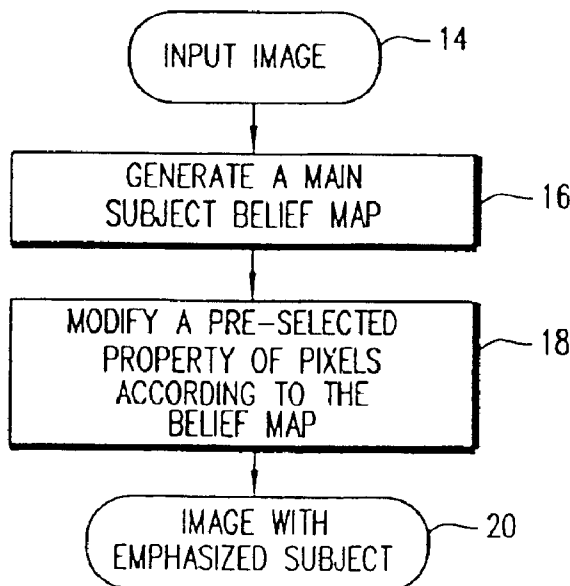 INPUT IMAGE
14
GENERATE A MAIN
SUBJECT BELIEF MAP
16
MODIFY A PRE-SELECTED
PROPERTY OF PIXELS
ACCORDING TO THE
BELIEF MAP
18
IMAGE WITH
EMPHASIZED SUBJECT
20